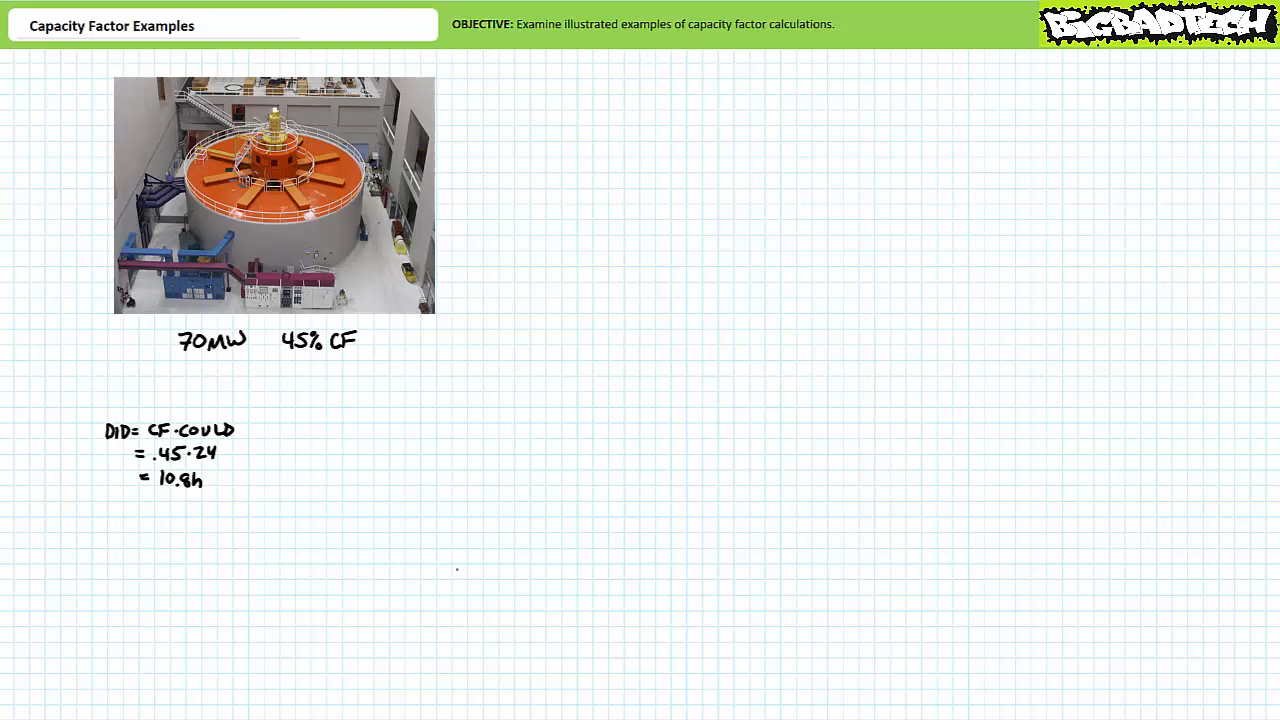 Capacity Factor Examples
OBJECTIVE: Examine illustrated examples of capacity factor calculations.
BIGBADTECH
70MW 45% CF
DID= CF·COULD
= .45·24
= 10.8h